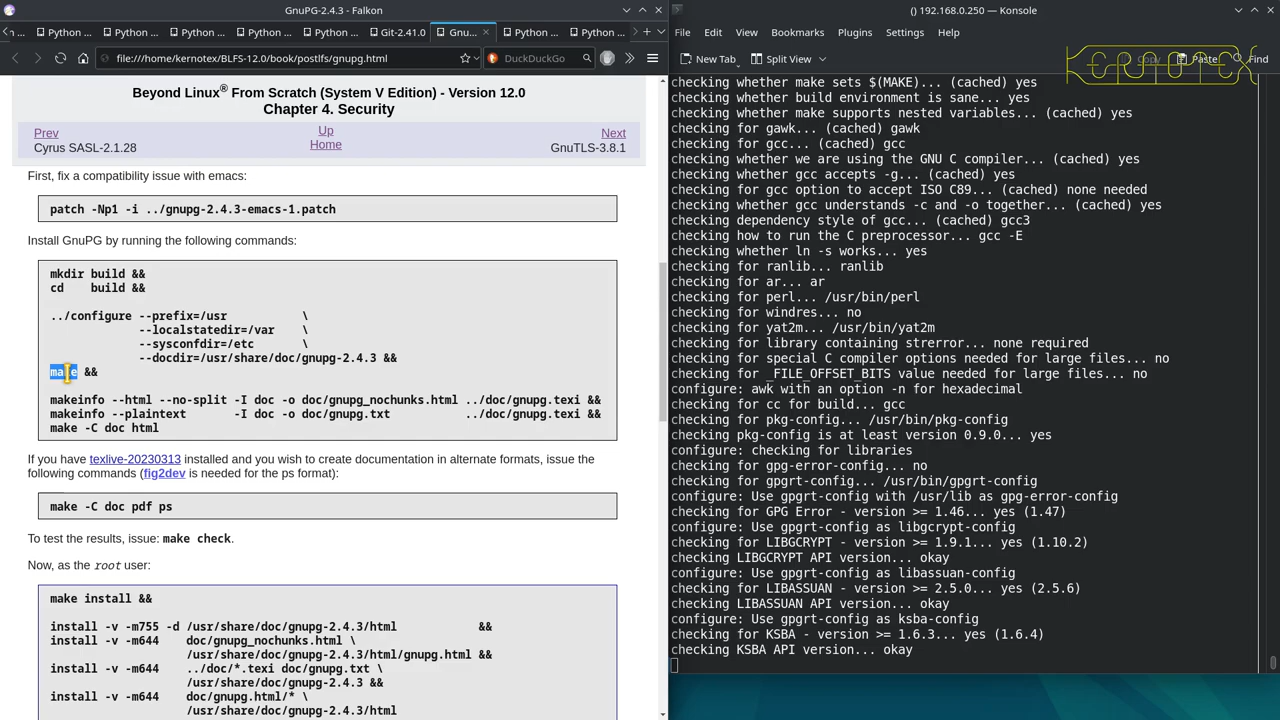 GnuPG-2.4.3 - Falkon
n ...
Python ...
Python ...
Python ...
Python ...
Python ...
Git-2.41.0
Gnu...
Python ...
Python ...
file:///home/kernotex/BLFS-12.0/book/postlfs/gnupg.html
DuckDuckGo
Beyond Linux® From Scratch (System V Edition) - Version 12.0
Chapter 4. Security
Prev
Up
Next
Cyrus SASL-2.1.28
Home
GnuTLS-3.8.1
First, fix a compatibility issue with emacs:
patch -Np1 -i ../gnupg-2.4.3-emacs-1.patch
Install GnuPG by running the following commands:
mkdir build &&
cd    build &&
../configure --prefix=/usr           \
--localstatedir=/var    \
--sysconfdir=/etc       \
--docdir=/usr/share/doc/gnupg-2.4.3 &&
make &&
makeinfo --html --no-split -I doc -o doc/gnupg_nochunks.html ../doc/gnupg.texi &&
makeinfo --plaintext       -I doc -o doc/gnupg.txt           ../doc/gnupg.texi &&
make -C doc html
If you have texlive-20230313 installed and you wish to create documentation in alternate formats, issue the
following commands (fig2dev is needed for the ps format):
make -C doc pdf ps
To test the results, issue: make check.
Now, as the root user:
make install &&
install -v -m755 -d /usr/share/doc/gnupg-2.4.3/html            &&
install -v -m644    doc/gnupg_nochunks.html \
/usr/share/doc/gnupg-2.4.3/html/gnupg.html &&
install -v -m644    ../doc/*.texi doc/gnupg.txt \
/usr/share/doc/gnupg-2.4.3 &&
install -v -m644    doc/gnupg.html/* \
/usr/share/doc/gnupg-2.4.3/html
() 192.168.0.250 — Konsole
File Edit View Bookmarks Plugins Settings Help
New Tab Split View Copy Paste Find
KERNOTEX
checking whether make sets $(MAKE)... (cached) yes
checking whether build environment is sane... yes
checking whether make supports nested variables... (cached) yes
checking for gawk... (cached) gawk
checking for gcc... (cached) gcc
checking whether we are using the GNU C compiler... (cached) yes
checking whether gcc accepts -g... (cached) yes
checking for gcc option to accept ISO C89... (cached) none needed
checking whether gcc understands -c and -o together... (cached) yes
checking dependency style of gcc... (cached) gcc3
checking how to run the C preprocessor... gcc -E
checking whether ln -s works... yes
checking for ranlib... ranlib
checking for ar... ar
checking for perl... /usr/bin/perl
checking for windres... no
checking for yat2m... /usr/bin/yat2m
checking for library containing strerror... none required
checking for special C compiler options needed for large files... no
checking for _FILE_OFFSET_BITS value needed for large files... no
configure: awk with an option -n for hexadecimal
checking for cc for build... gcc
checking for pkg-config... /usr/bin/pkg-config
checking pkg-config is at least version 0.9.0... yes
configure: checking for libraries
checking for gpg-error-config... no
checking for gpgrt-config... /usr/bin/gpgrt-config
configure: Use gpgrt-config with /usr/lib as gpg-error-config
checking for GPG Error - version >= 1.46... yes (1.47)
configure: Use gpgrt-config as libgcrypt-config
checking for LIBGCRYPT - version >= 1.9.1... yes (1.10.2)
checking LIBGCRYPT API version... okay
configure: Use gpgrt-config as libassuan-config
checking for LIBASSUAN - version >= 2.5.0... yes (2.5.6)
checking LIBASSUAN API version... okay
configure: Use gpgrt-config as ksba-config
checking for KSBA - version >= 1.6.3... yes (1.6.4)
checking KSBA API version... okay